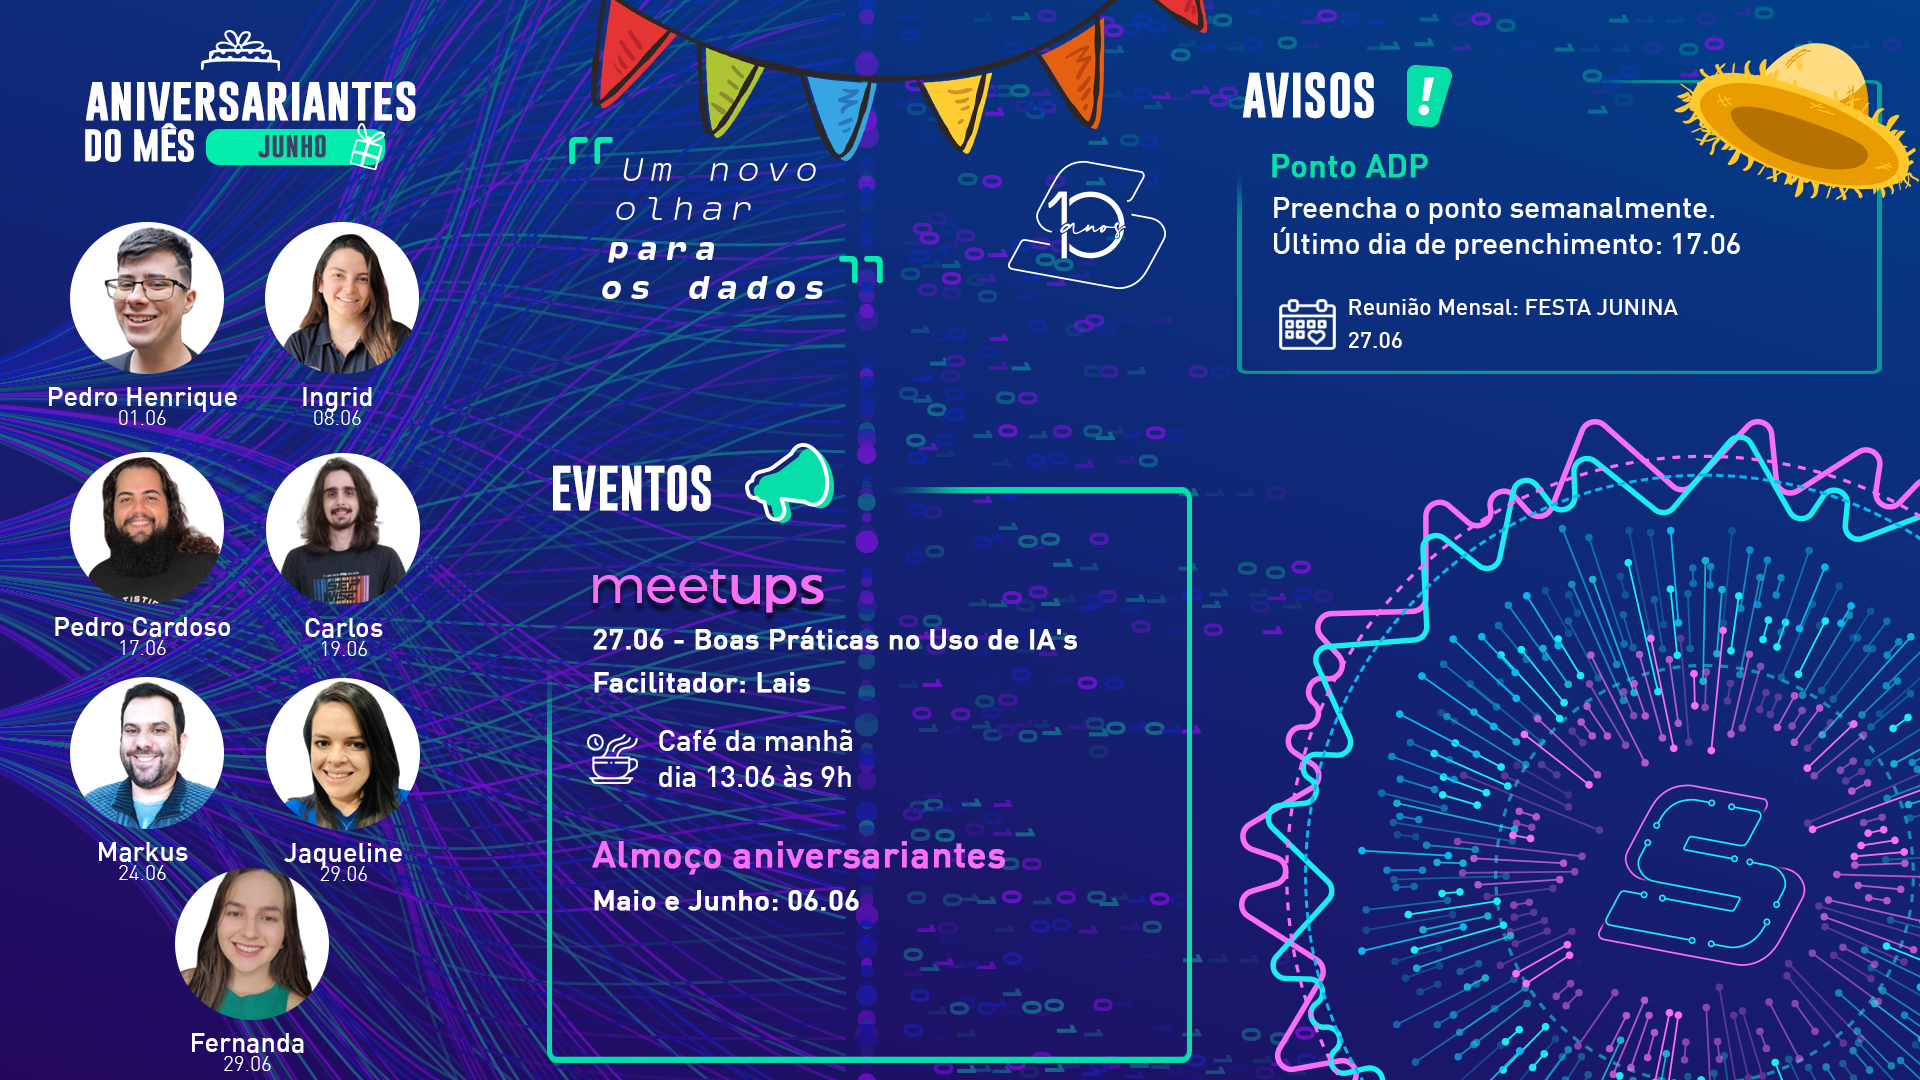 ANIVERSARIANTES
DO MÊS JUNHO
Pedro Henrique
01.06
Ingrid
08.06
Pedro Cardoso
17.06
Carlos
19.06
Markus
24.06
Jaqueline
29.06
Fernanda
29.06
Um novo
olhar
para
os dados
10
anos
EVENTOS
meetups
27.06 - Boas Práticas no Uso de IA's
Facilitador: Lais
Café da manhã
dia 13.06 às 9h
Almoço aniversariantes
Maio e Junho: 06.06
AVISOS !
Ponto ADP
Preencha o ponto semanalmente.
Último dia de preenchimento: 17.06
Reunião Mensal: FESTA JUNINA
27.06